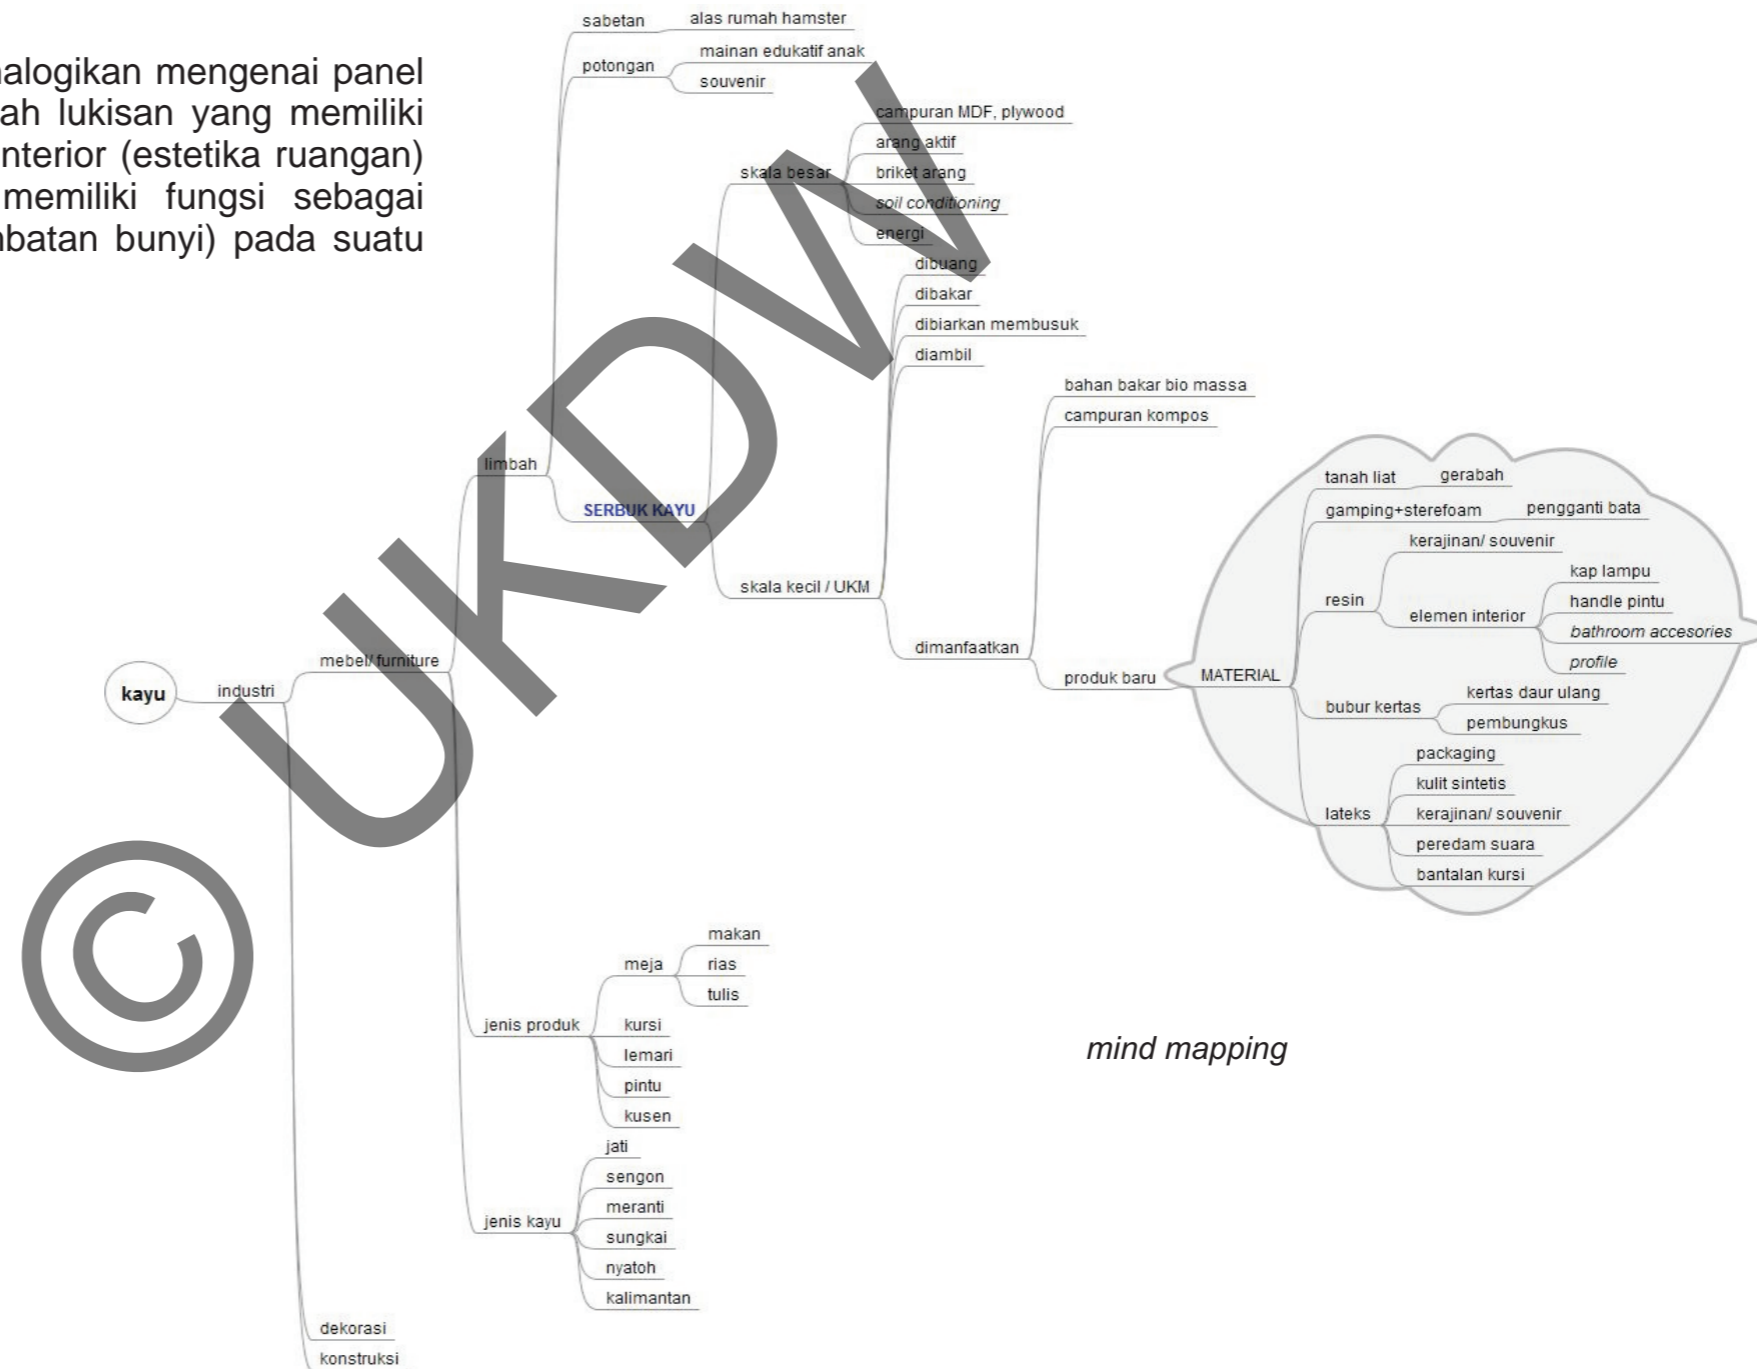 nalogikan mengenai panel
ah lukisan yang memiliki
nterior (estetika ruangan)
memiliki fungsi sebagai
nbatan bunyi) pada suatu
sabetan
alas rumah hamster
potongan
mainan edukatif anak
souvenir
campuran MDF, plywood
arang aktif
skala besar
briket arang
soil conditioning
energi
dibuang
dibakar
dibiarkan membusuk
diambil
bahan bakar bio massa
campuran kompos
limbah
SERBUK KAYU
skala kecil / UKM
dimanfaatkan
produk baru
MATERIAL
tanah liat
gerabah
gamping+sterefoam
pengganti bata
kerajinan/ souvenir
resin
kap lampu
handle pintu
elemen interior
bathroom accesories
profile
bubur kertas
kertas daur ulang
pembungkus
packaging
kulit sintetis
lateks
kerajinan/ souvenir
peredam suara
bantalan kursi
kayu
industri
mebel/ furniture
makan
meja
rias
tulis
jenis produk
kursi
lemari
pintu
kusen
jati
sengon
meranti
jenis kayu
sungkai
nyatoh
kalimantan
dekorasi
konstruksi
mind mapping
© UKDW